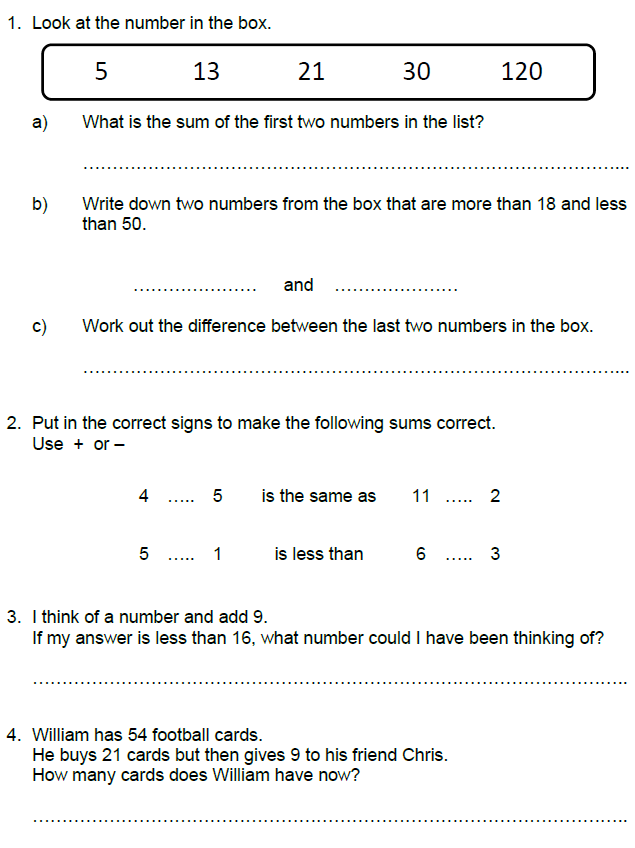 1. Look at the number in the box.
5 13 21 30 120
a) What is the sum of the first two numbers in the list?
…………………………………………………………………………………...
b) Write down two numbers from the box that are more than 18 and less
than 50.
………………… and …………………
c) Work out the difference between the last two numbers in the box.
…………………………………………………………………………………...
2. Put in the correct signs to make the following sums correct.
Use + or –
4 ….. 5 is the same as 11 ….. 2
5 ….. 1 is less than 6 ….. 3
3. I think of a number and add 9.
If my answer is less than 16, what number could I have been thinking of?
………………………………………………………………………………………….
4. William has 54 football cards.
He buys 21 cards but then gives 9 to his friend Chris.
How many cards does William have now?
………………………………………………………………………………………….